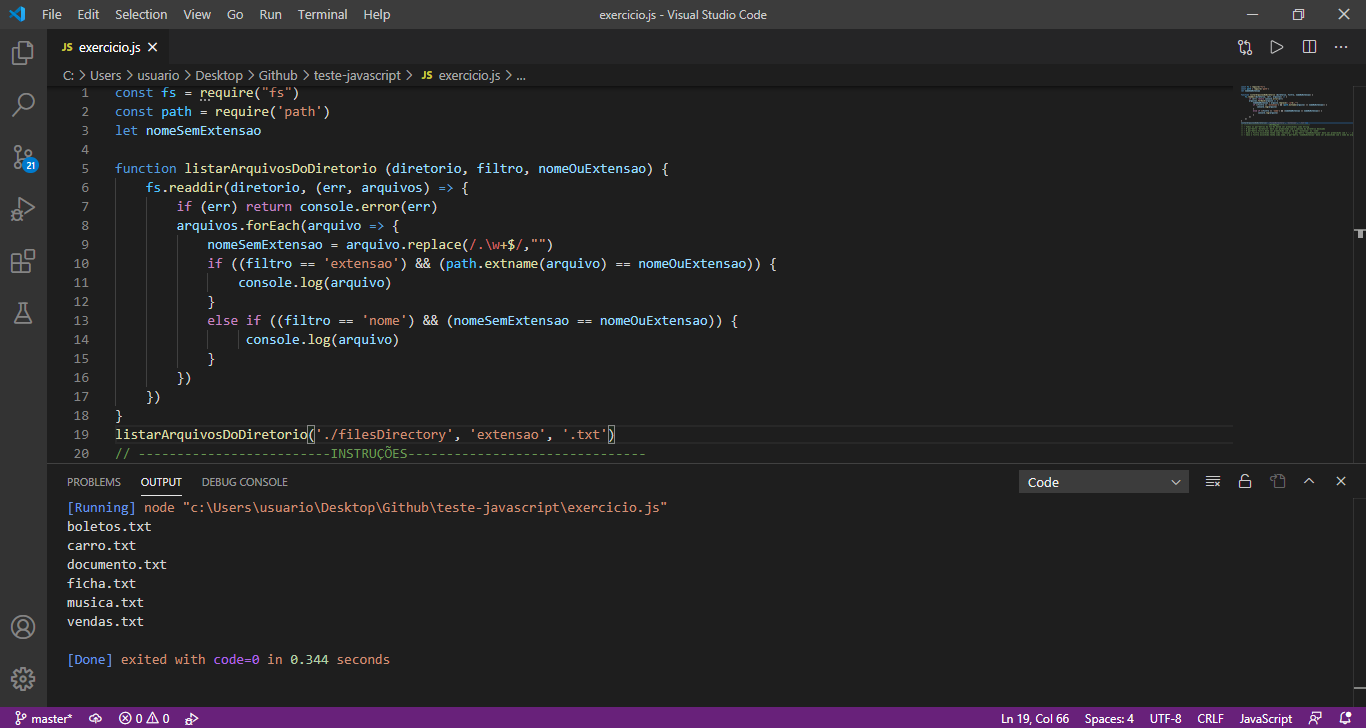 File Edit Selection View Go Run Terminal Help exercicio.js - Visual Studio Code
JS exercicio.js
C: > Users > usuario > Desktop > Github > teste-javascript > JS exercicio.js > ...
1 const fs = require("fs")
2 const path = require('path')
3 let nomeSemExtensao
4
5 function listarArquivosDoDiretorio (diretorio, filtro, nomeOuExtensao) {
6 fs.readdir(diretorio, (err, arquivos) => {
7 if (err) return console.error(err)
8 arquivos.forEach(arquivo => {
9 nomeSemExtensao = arquivo.replace(/.\w+$/,"")
10 if ((filtro == 'extensao') && (path.extname(arquivo) == nomeOuExtensao)) {
11 console.log(arquivo)
12 }
13 else if ((filtro == 'nome') && (nomeSemExtensao == nomeOuExtensao)) {
14 console.log(arquivo)
15 }
16 })
17 })
18 }
19 listarArquivosDoDiretorio('./filesDirectory', 'extensao', '.txt')
20 // -------------------------INSTRUÇÕES-------------------------------
21
PROBLEMS OUTPUT DEBUG CONSOLE Code
[Running] node "c:\Users\usuario\Desktop\Github\teste-javascript\exercicio.js"
boletos.txt
carro.txt
documento.txt
ficha.txt
musica.txt
vendas.txt
[Done] exited with code=0 in 0.344 seconds
master* 0 0 Ln 19, Col 66 Spaces: 4 UTF-8 CRLF JavaScript